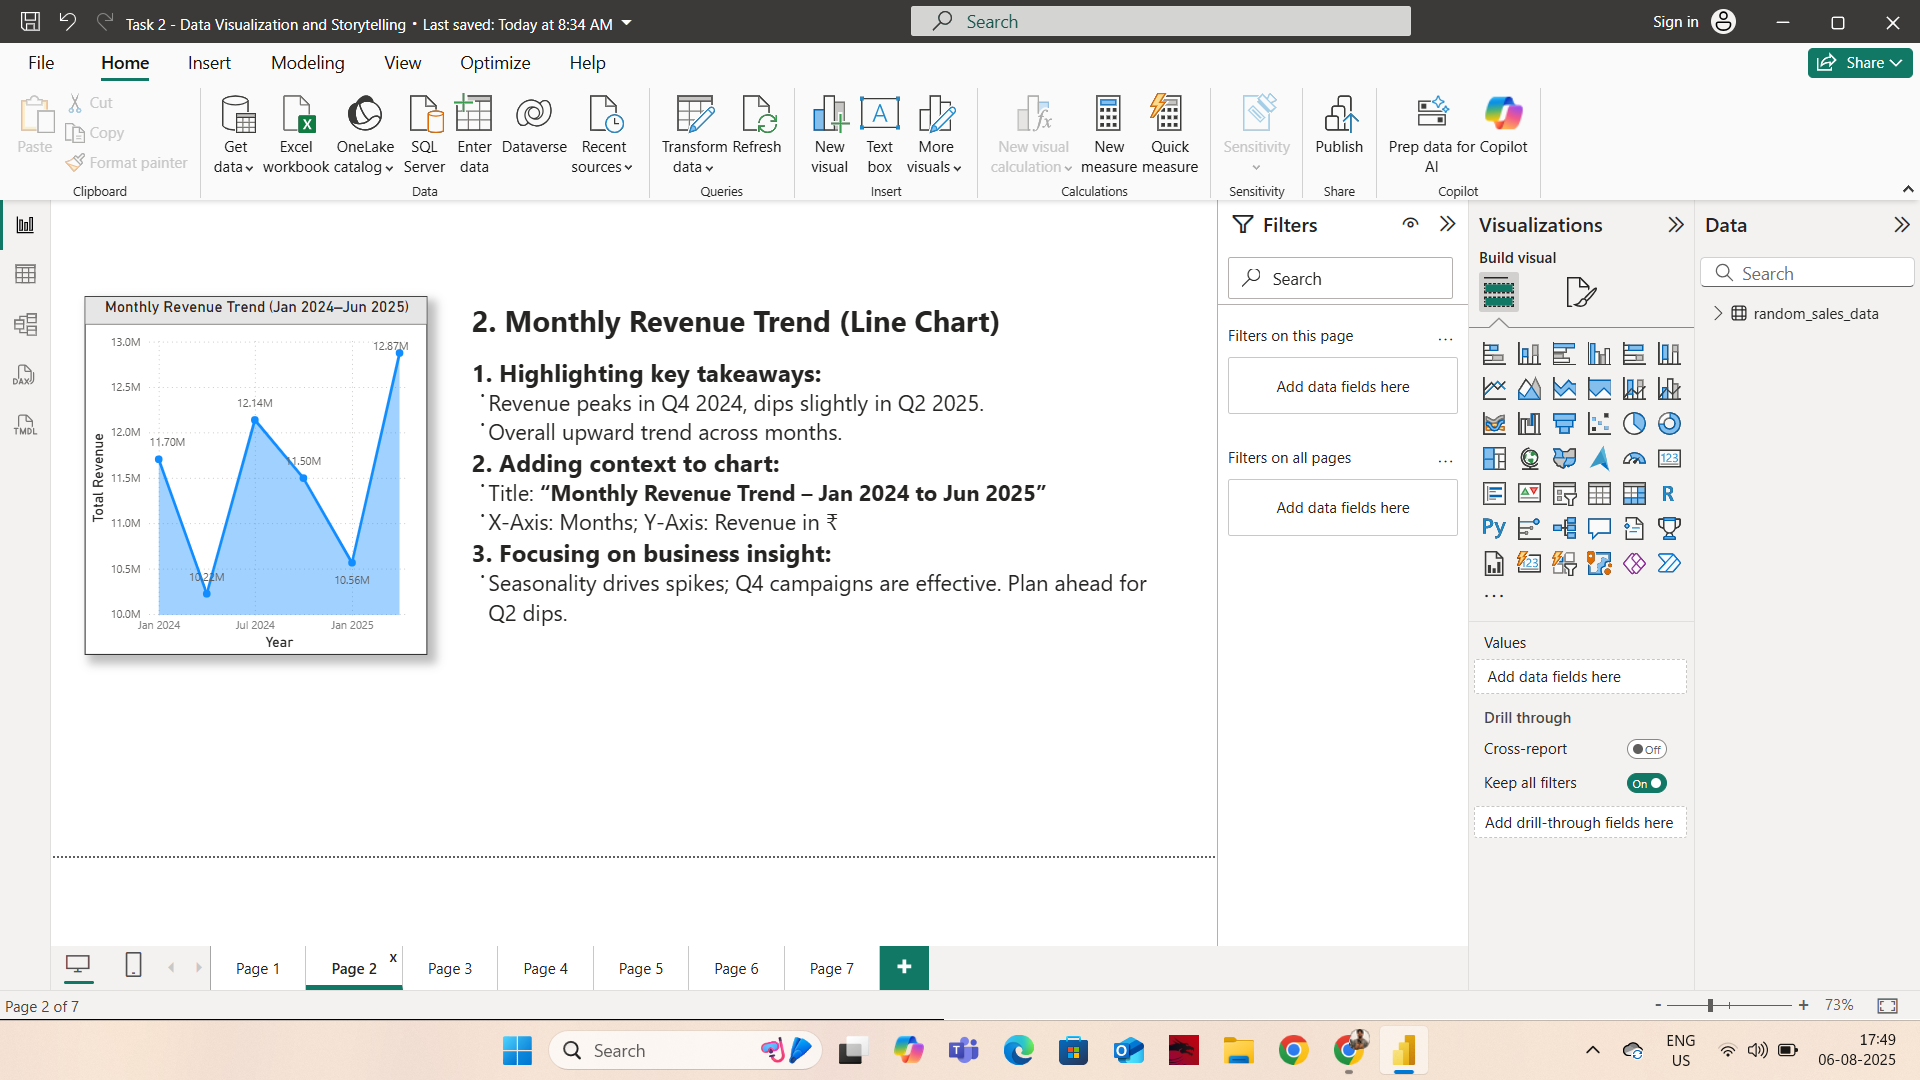 Task 2 - Data Visualization and Storytelling • Last saved: Today at 8:34 AM
Search
Sign in
File
Home
Insert
Modeling
View
Optimize
Help
Share
Paste
Cut
Copy
Format painter
Clipboard
Get data
Excel workbook
OneLake catalog
SQL Server
Enter data
Dataverse
Recent sources
Data
Transform data
Refresh
Queries
New visual
Text box
More visuals
Insert
New visual calculation
New measure
Quick measure
Calculations
Sensitivity
Sensitivity
Publish
Share
Prep data for AI
Copilot
Copilot
DAX
TMDL
Monthly Revenue Trend (Jan 2024–Jun 2025)
Total Revenue
13.0M
12.5M
12.0M
11.5M
11.0M
10.5M
10.0M
11.70M
10.22M
12.14M
11.50M
10.56M
12.87M
Jan 2024
Jul 2024
Jan 2025
Year
2. Monthly Revenue Trend (Line Chart)
1. Highlighting key takeaways:
Revenue peaks in Q4 2024, dips slightly in Q2 2025.
Overall upward trend across months.
2. Adding context to chart:
Title: “Monthly Revenue Trend – Jan 2024 to Jun 2025”
X-Axis: Months; Y-Axis: Revenue in ₹
3. Focusing on business insight:
Seasonality drives spikes; Q4 campaigns are effective. Plan ahead for
Q2 dips.
Filters
Search
Filters on this page
...
Add data fields here
Filters on all pages
...
Add data fields here
Visualizations
Build visual
123
R
Py
123
...
Values
Add data fields here
Drill through
Cross-report
Off
Keep all filters
On
Add drill-through fields here
Data
Search
random_sales_data
Page 1
Page 2
x
Page 3
Page 4
Page 5
Page 6
Page 7
+
Page 2 of 7
- + 73%
Search
ENG
US
17:49
06-08-2025